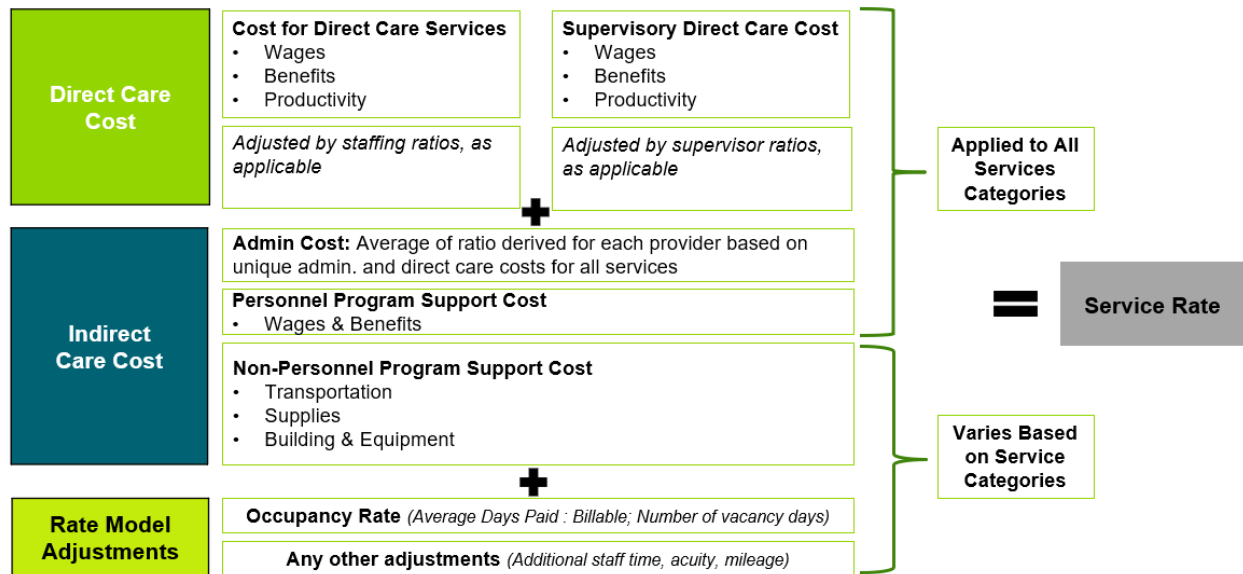 Direct Care
Cost
Cost for Direct Care Services
• Wages
• Benefits
• Productivity
Adjusted by staffing ratios, as
applicable
Supervisory Direct Care Cost
• Wages
• Benefits
• Productivity
Adjusted by supervisor ratios,
as applicable
Applied to All
Services
Categories
+
Indirect
Care Cost
Admin Cost: Average of ratio derived for each provider based on
unique admin. and direct care costs for all services
Personnel Program Support Cost
• Wages & Benefits
Non-Personnel Program Support Cost
• Transportation
• Supplies
• Building & Equipment
=
Service Rate
Varies Based
on Service
Categories
+
Rate Model
Adjustments
Occupancy Rate (Average Days Paid : Billable; Number of vacancy days)
Any other adjustments (Additional staff time, acuity, mileage)